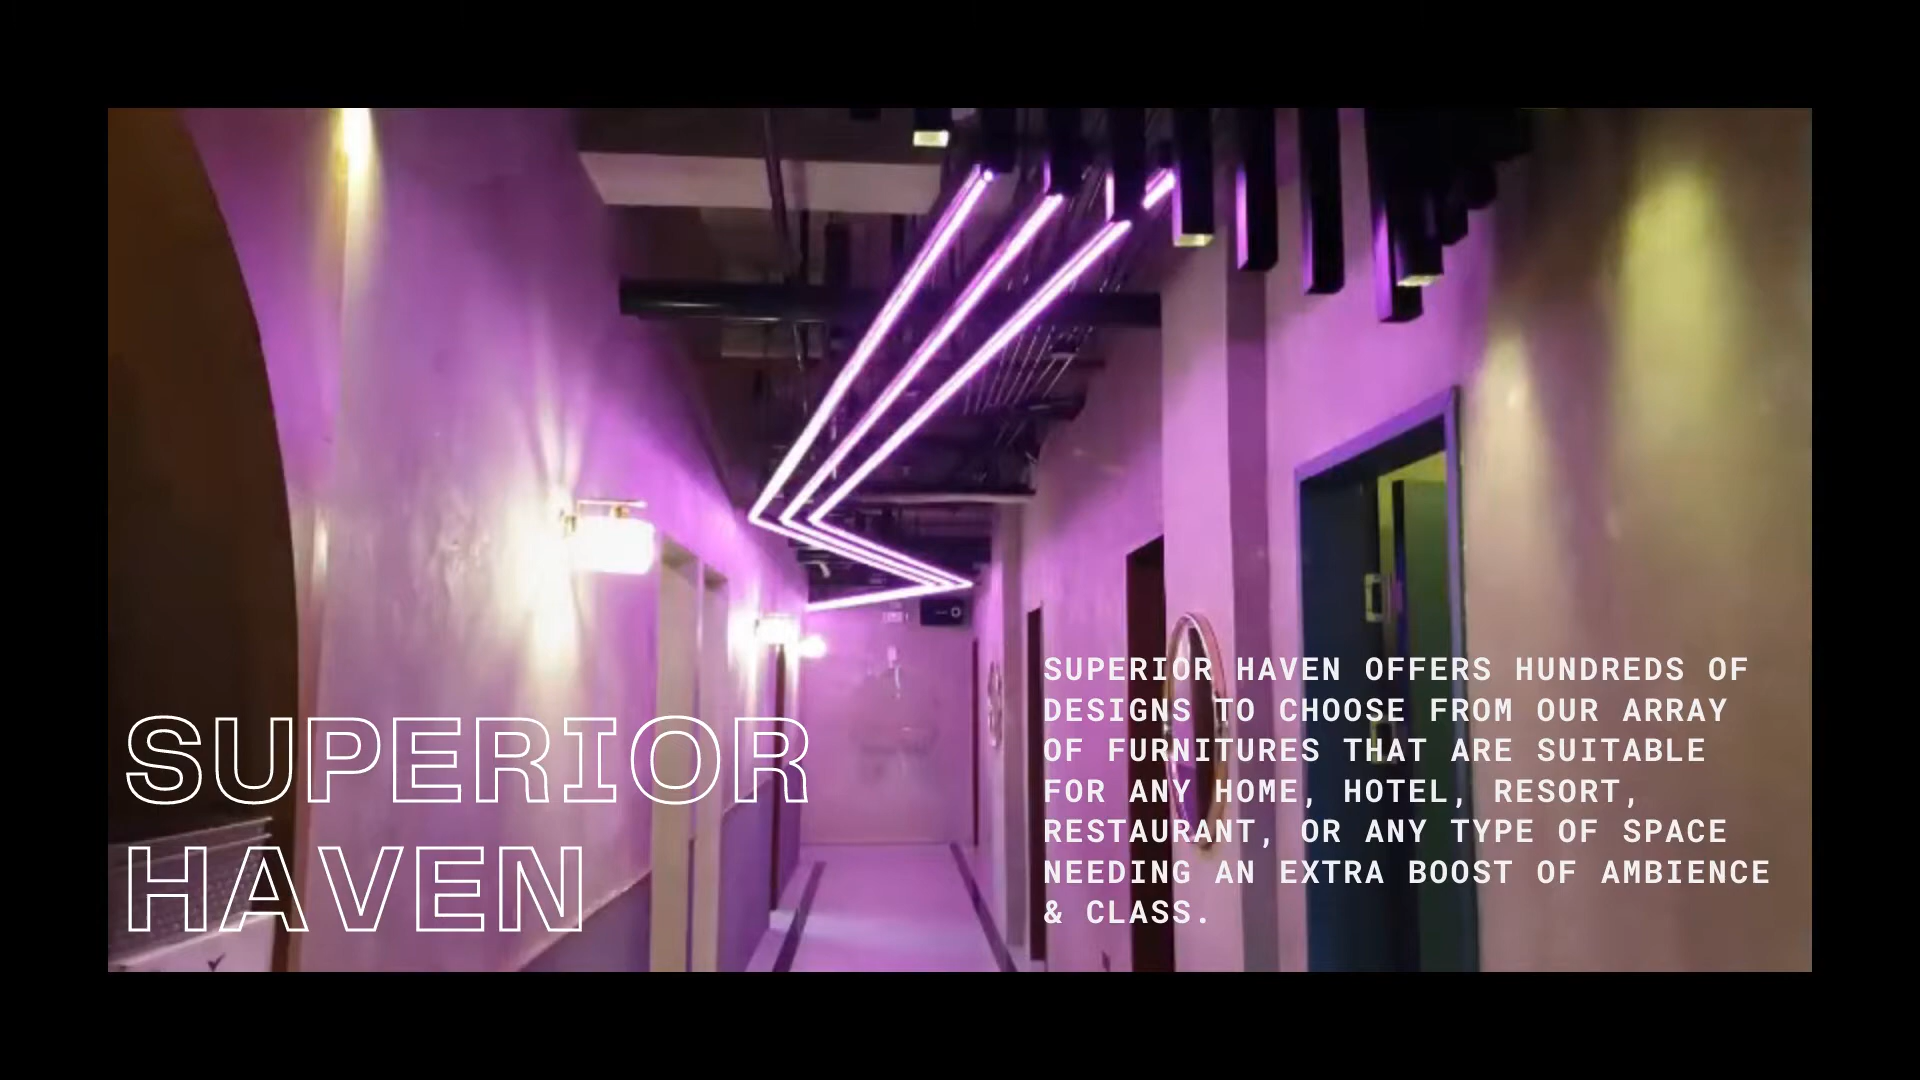 SUPERIOR
HAVEN
SUPERIOR HAVEN OFFERS HUNDREDS OF
DESIGNS TO CHOOSE FROM OUR ARRAY
OF FURNITURES THAT ARE SUITABLE
FOR ANY HOME, HOTEL, RESORT,
RESTAURANT, OR ANY TYPE OF SPACE
NEEDING AN EXTRA BOOST OF AMBIENCE
& CLASS.